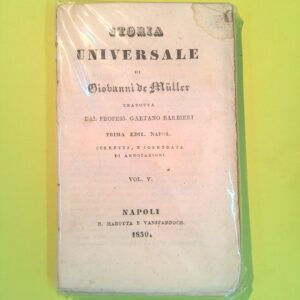 STORIA
UNIVERSALE
DI
Giovanni de Müller
TRADOTTA
DAL PROFESS. GAETANO BARBIERI
PRIMA EDIZ. NAPOL.
CORRETTA, E CORREDATA
DI ANNOTAZIONI
VOL. V.
NAPOLI
R. MAROTTA E VANSPANDOCH.
1830.